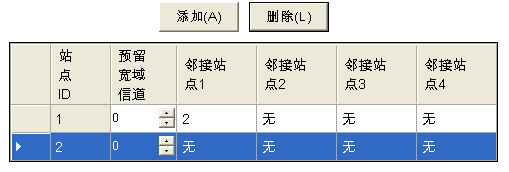 添加(A) 删除(L)
站点ID 预留宽域信道 邻接站点1 邻接站点2 邻接站点3 邻接站点4
1 0 2 无 无 无
2 0 无 无 无 无